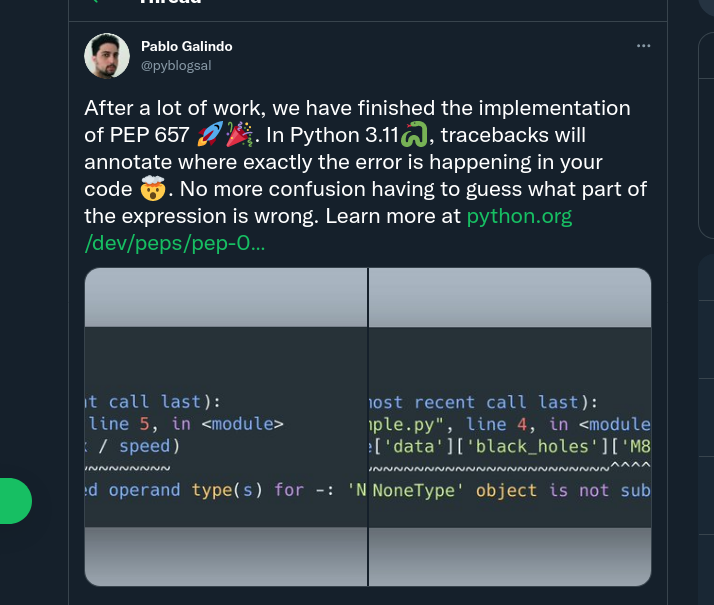 Thread
Pablo Galindo
@pyblogsal
After a lot of work, we have finished the implementation
of PEP 657 🚀🎉. In Python 3.11🐍, tracebacks will
annotate where exactly the error is happening in your
code 🤯. No more confusion having to guess what part of
the expression is wrong. Learn more at python.org
/dev/peps/pep-0...
t call last):
line 5, in <module>
/ speed)
~~~~~~~~~
ed operand type(s) for -: 'N
ost recent call last):
mple.py", line 4, in <module
['data']['black_holes']['M8
~~~~~~~~~~~~~~~~~~~~~~~~^^^^
NoneType' object is not sub